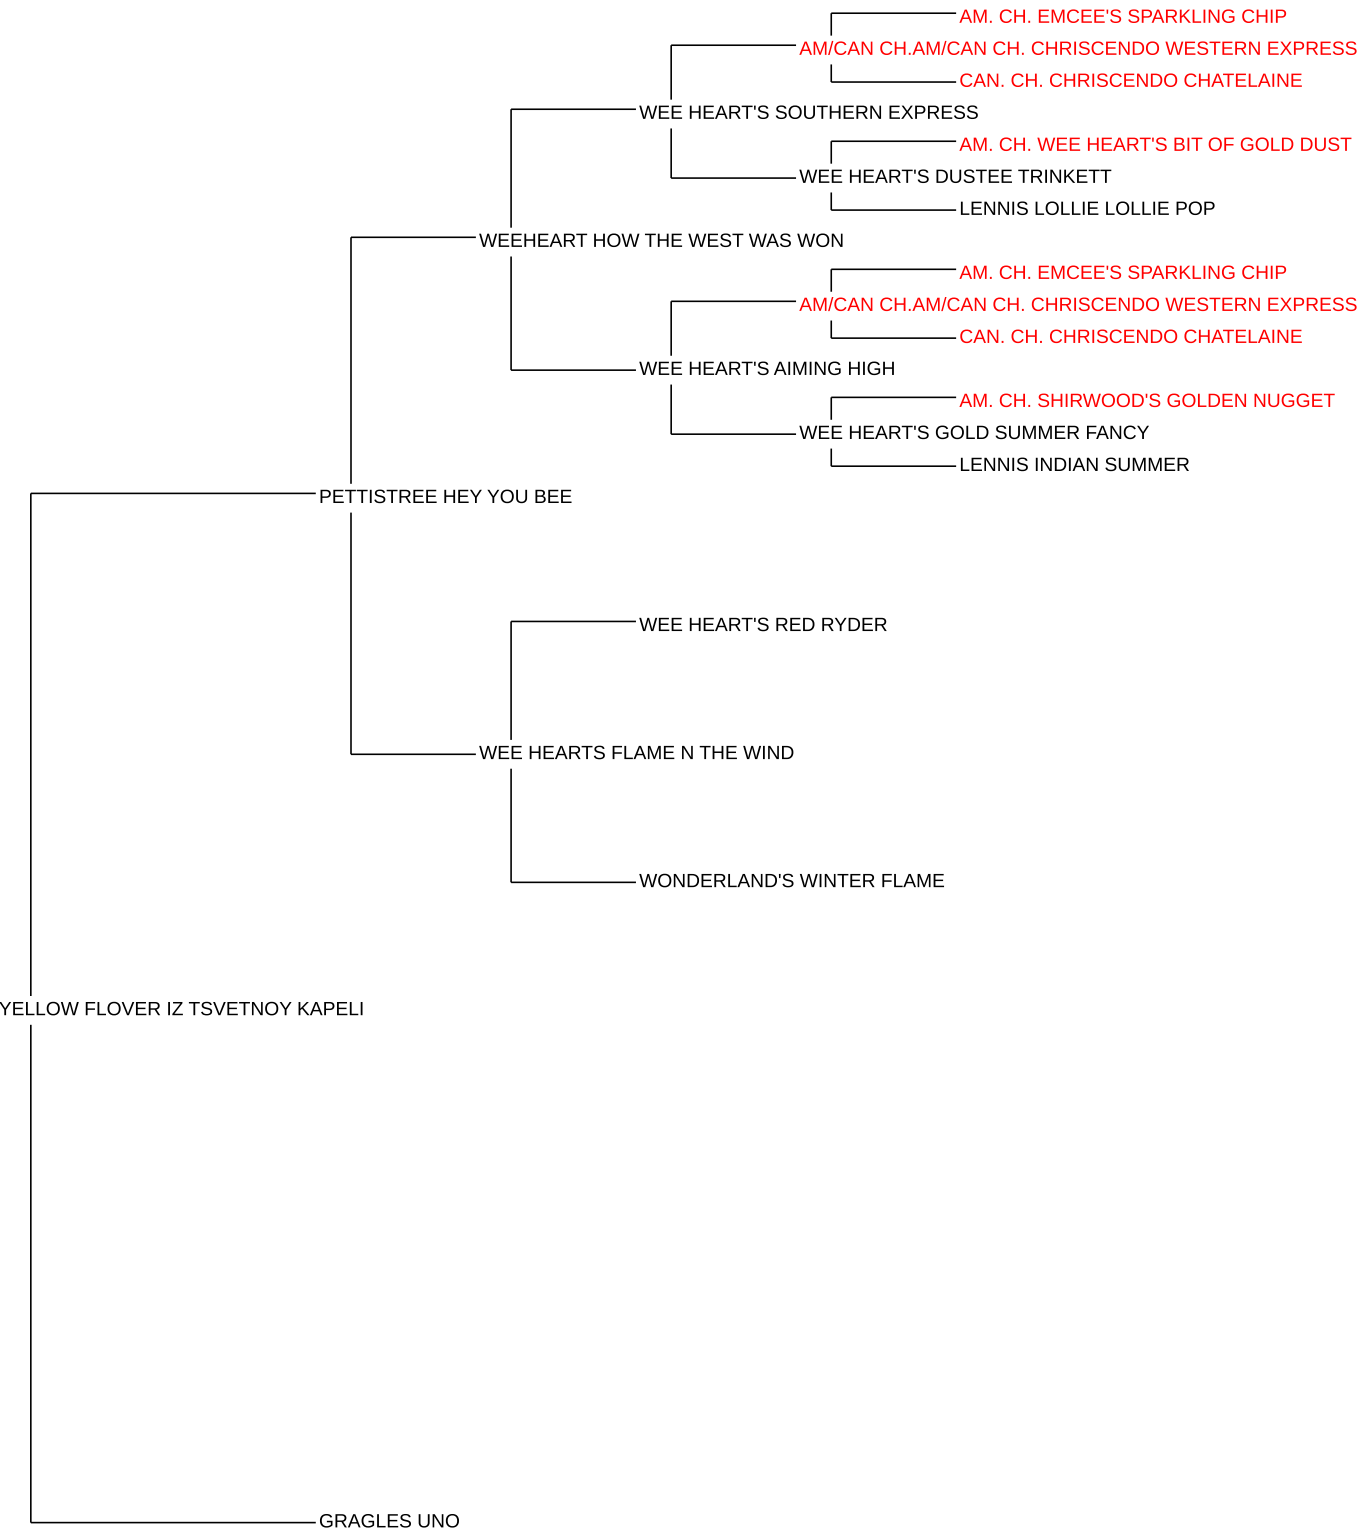 AM. CH. EMCEE'S SPARKLING CHIP
AM/CAN CH.AM/CAN CH. CHRISCENDO WESTERN EXPRESS
CAN. CH. CHRISCENDO CHATELAINE
WEE HEART'S SOUTHERN EXPRESS
AM. CH. WEE HEART'S BIT OF GOLD DUST
WEE HEART'S DUSTEE TRINKETT
LENNIS LOLLIE LOLLIE POP
WEEHEART HOW THE WEST WAS WON
AM. CH. EMCEE'S SPARKLING CHIP
AM/CAN CH.AM/CAN CH. CHRISCENDO WESTERN EXPRESS
CAN. CH. CHRISCENDO CHATELAINE
WEE HEART'S AIMING HIGH
AM. CH. SHIRWOOD'S GOLDEN NUGGET
WEE HEART'S GOLD SUMMER FANCY
LENNIS INDIAN SUMMER
PETTISTREE HEY YOU BEE
WEE HEART'S RED RYDER
WEE HEARTS FLAME N THE WIND
WONDERLAND'S WINTER FLAME
YELLOW FLOVER IZ TSVETNOY KAPELI
GRAGLES UNO